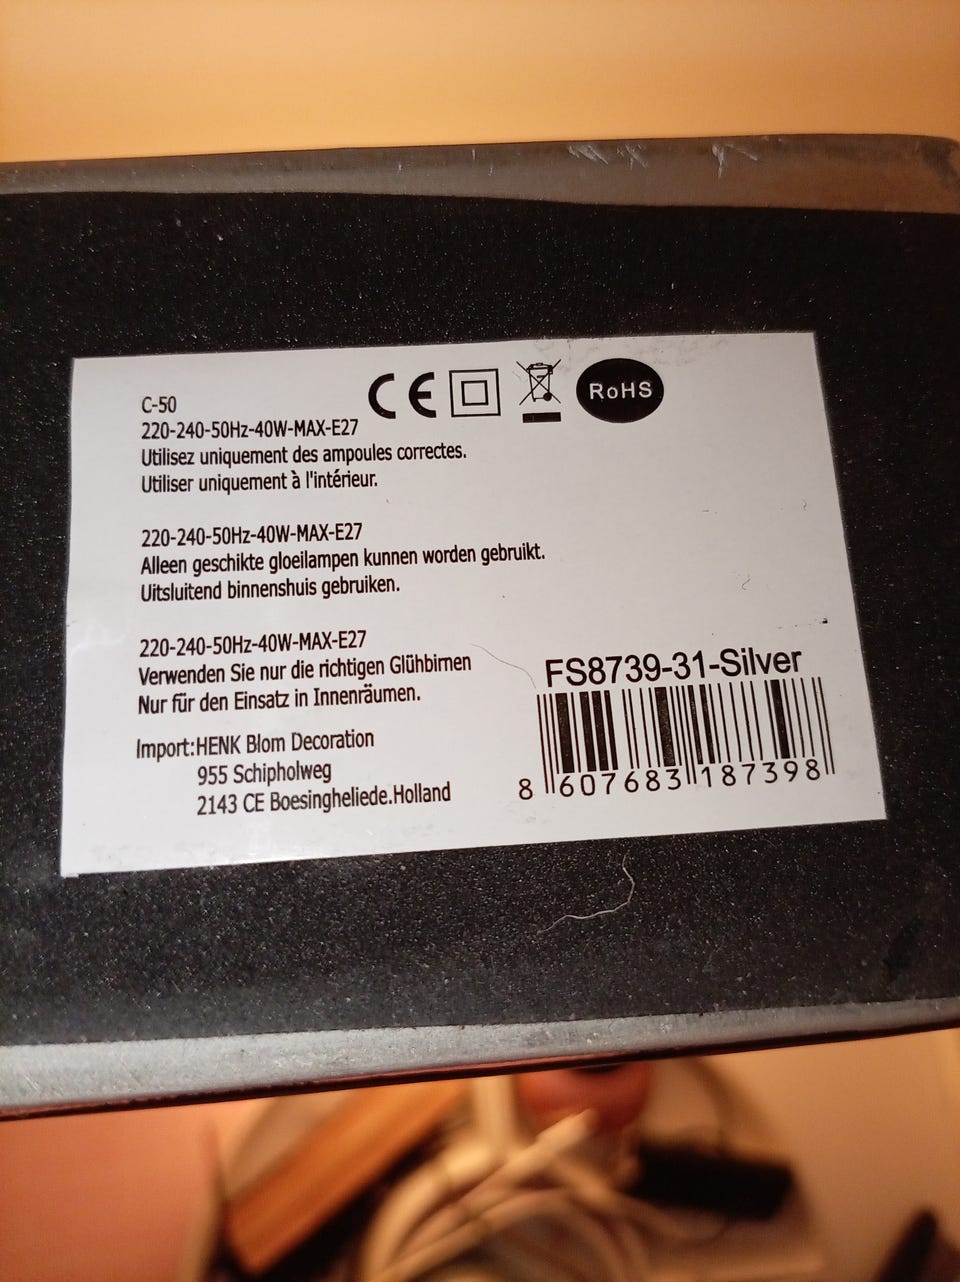 C-50
220-240-50Hz-40W-MAX-E27
Utilisez uniquement des ampoules correctes.
Utiliser uniquement à l'intérieur.
CE
RoHS
220-240-50Hz-40W-MAX-E27
Alleen geschikte gloeilampen kunnen worden gebruikt.
Uitsluitend binnenshuis gebruiken.
220-240-50Hz-40W-MAX-E27
Verwenden Sie nur die richtigen Glühbirnen
Nur für den Einsatz in Innenräumen.
Import:HENK Blom Decoration
955 Schipholweg
2143 CE Boesingheliede.Holland
FS8739-31-Silver
8 607683 187398